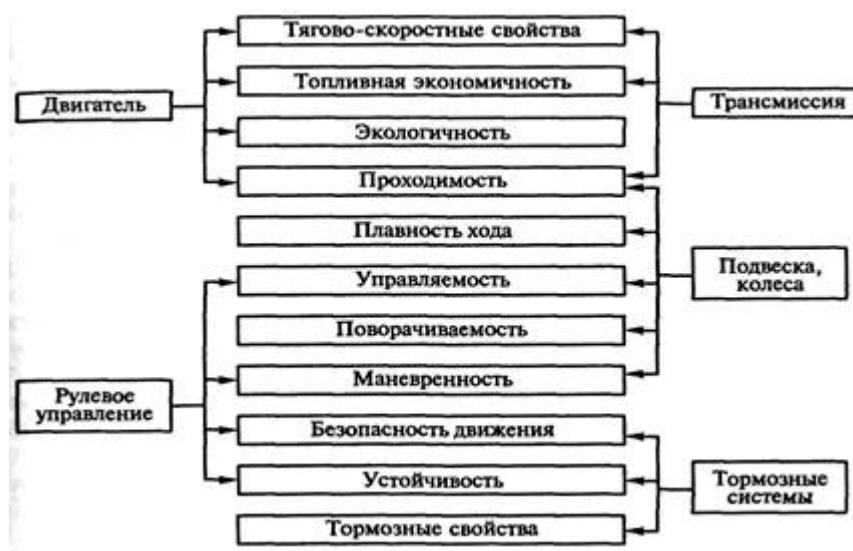 Тягово-скоростные свойства
Топливная экономичность
Двигатель
Трансмиссия
Экологичность
Проходимость
Плавность хода
Управляемость
Подвеска,
колеса
Поворачиваемость
Маневренность
Рулевое
управление
Безопасность движения
Устойчивость
Тормозные
системы
Тормозные свойства